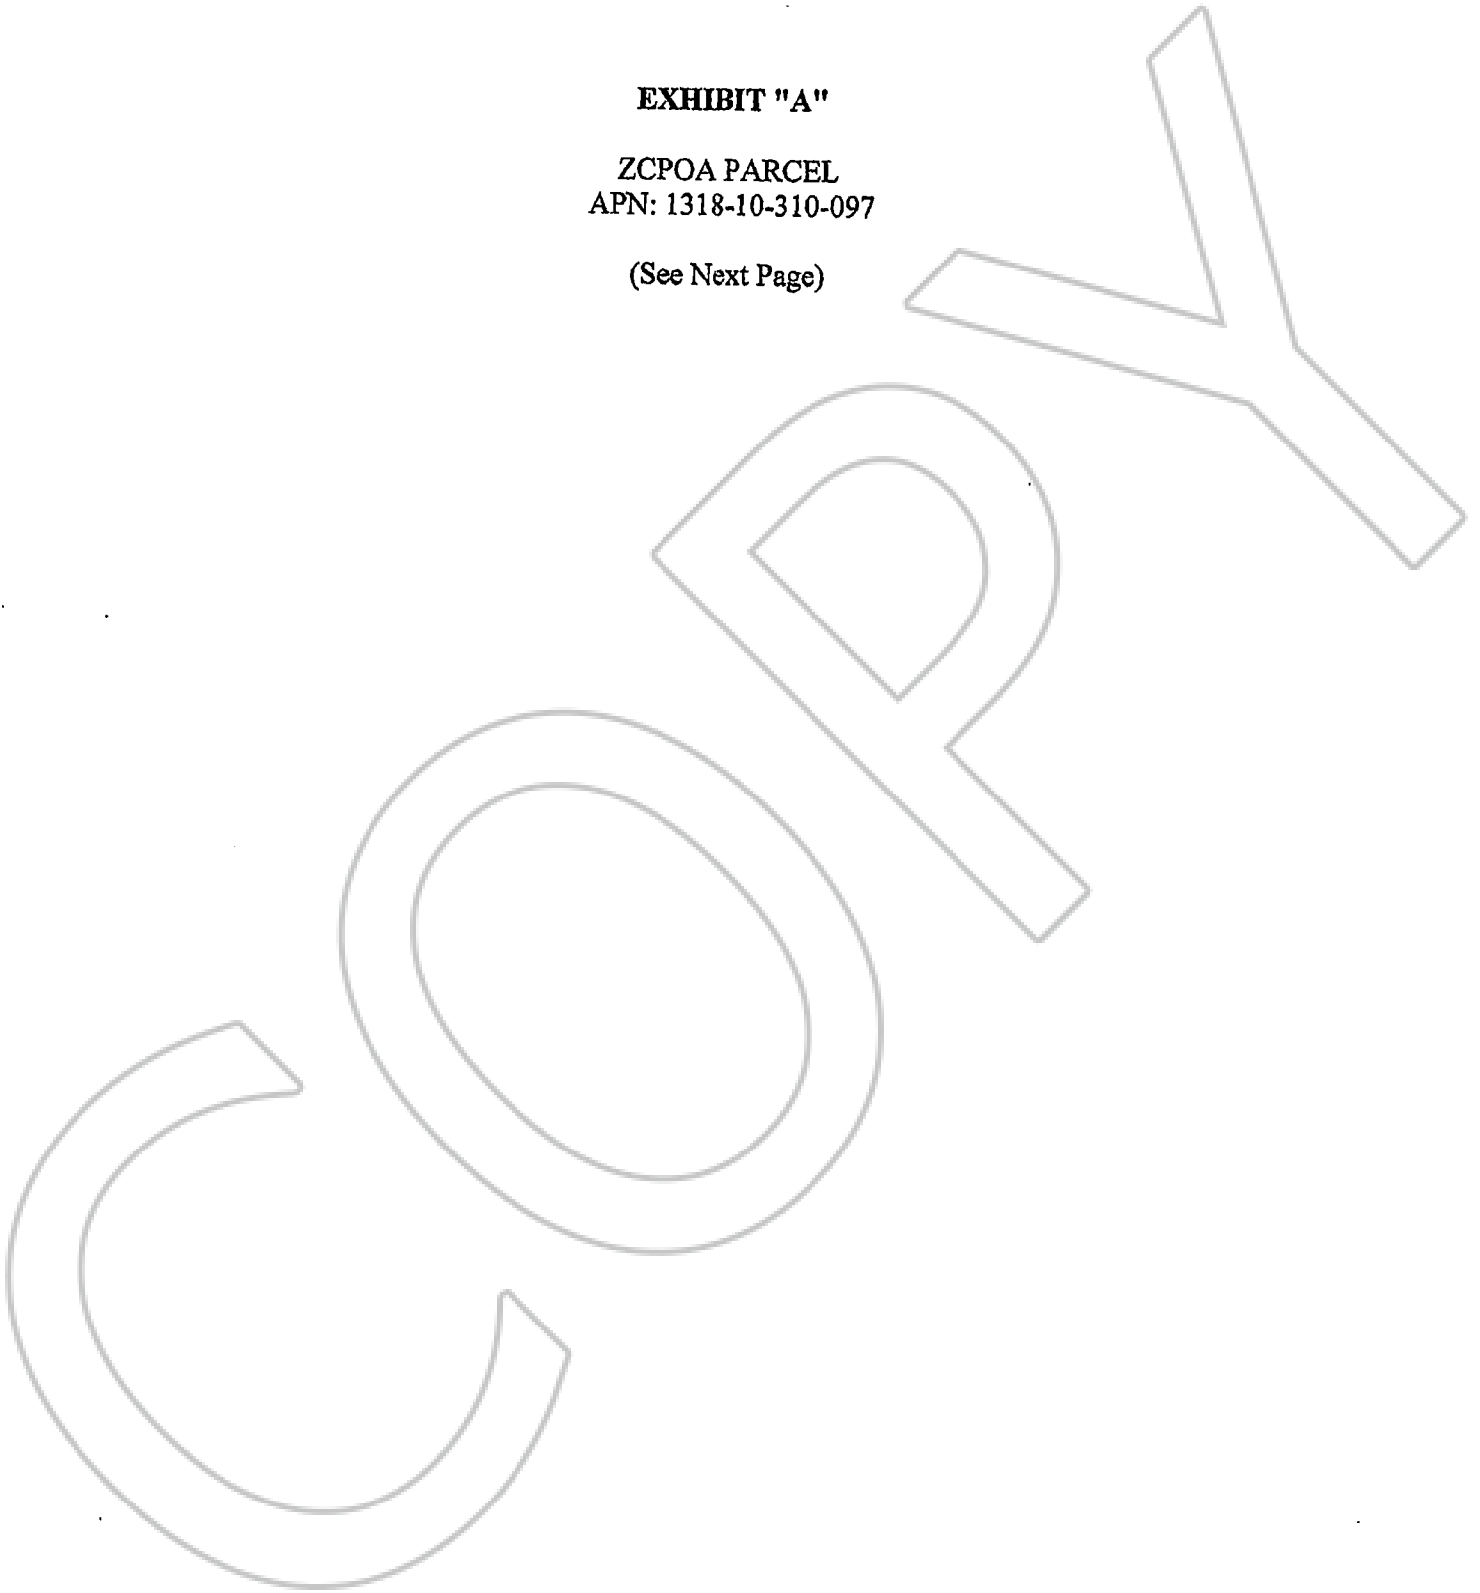 EXHIBIT "A"
ZCPOA PARCEL
APN: 1318-10-310-097
(See Next Page)
COPY